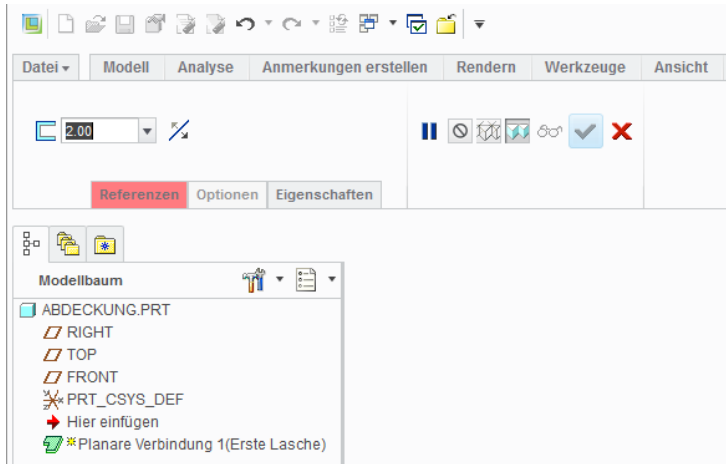 Datei Modell Analyse Anmerkungen erstellen Rendern Werkzeuge Ansicht
2.00
Referenzen Optionen Eigenschaften
Modellbaum
ABDECKUNG.PRT
RIGHT
TOP
FRONT
PRT_CSYS_DEF
Hier einfügen
Planare Verbindung 1(Erste Lasche)